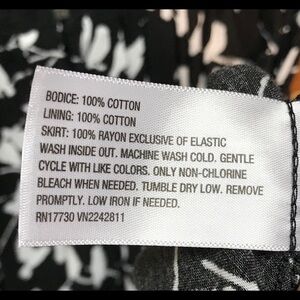 BODICE: 100% COTTON
LINING: 100% COTTON
SKIRT: 100% RAYON EXCLUSIVE OF ELASTIC
WASH INSIDE OUT. MACHINE WASH COLD. GENTLE
CYCLE WITH LIKE COLORS. ONLY NON-CHLORINE
BLEACH WHEN NEEDED. TUMBLE DRY LOW. REMOVE
PROMPTLY. LOW IRON IF NEEDED.
RN17730 VN2242811